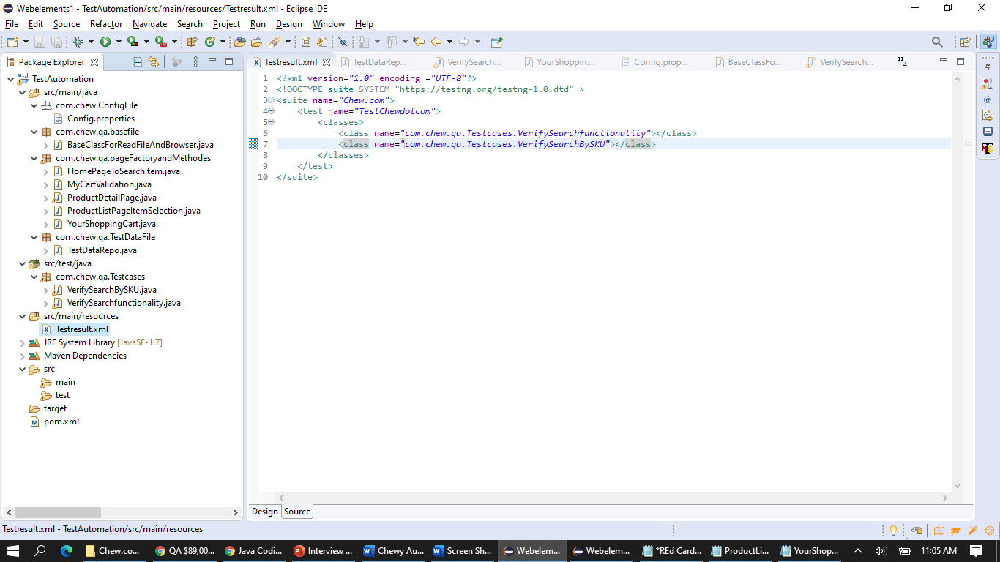 Webelements1 - TestAutomation/src/main/resources/Testresult.xml - Eclipse IDE
File Edit Source Refactor Navigate Search Project Run Design Window Help
Package Explorer
Testresult.xml TestDataRep... VerifySearch... YourShoppin... Config.prop... BaseClassFo... VerifySearch... »4
TestAutomation
src/main/java
com.chew.ConfigFile
Config.properties
com.chew.qa.basefile
BaseClassForReadFileAndBrowser.java
com.chew.qa.pageFactoryandMethodes
HomePageToSearchItem.java
MyCartValidation.java
ProductDetailPage.java
ProductListPageItemSelection.java
YourShoppingCart.java
com.chew.qa.TestDataFile
TestDataRepo.java
src/test/java
com.chew.qa.Testcases
VerifySearchBySKU.java
VerifySearchfunctionality.java
src/main/resources
Testresult.xml
JRE System Library [JavaSE-1.7]
Maven Dependencies
src
main
test
target
pom.xml
1 <?xml version="1.0" encoding ="UTF-8"?>
2 <!DOCTYPE suite SYSTEM "https://testng.org/testng-1.0.dtd" >
3 <suite name="Chew.com">
4 <test name="TestChewdotcom">
5 <classes>
6 <class name="com.chew.qa.Testcases.VerifySearchfunctionality"></class>
7 <class name="com.chew.qa.Testcases.VerifySearchBySKU"></class>
8 </classes>
9 </test>
10 </suite>
Design Source
Testresult.xml - TestAutomation/src/main/resources
Chew.co... QA $89,00... Java Codi... Interview ... Chewy Au... Screen Sh... Webelem... Webelem... *REd Card... ProductLi... YourShop... 11:05 AM